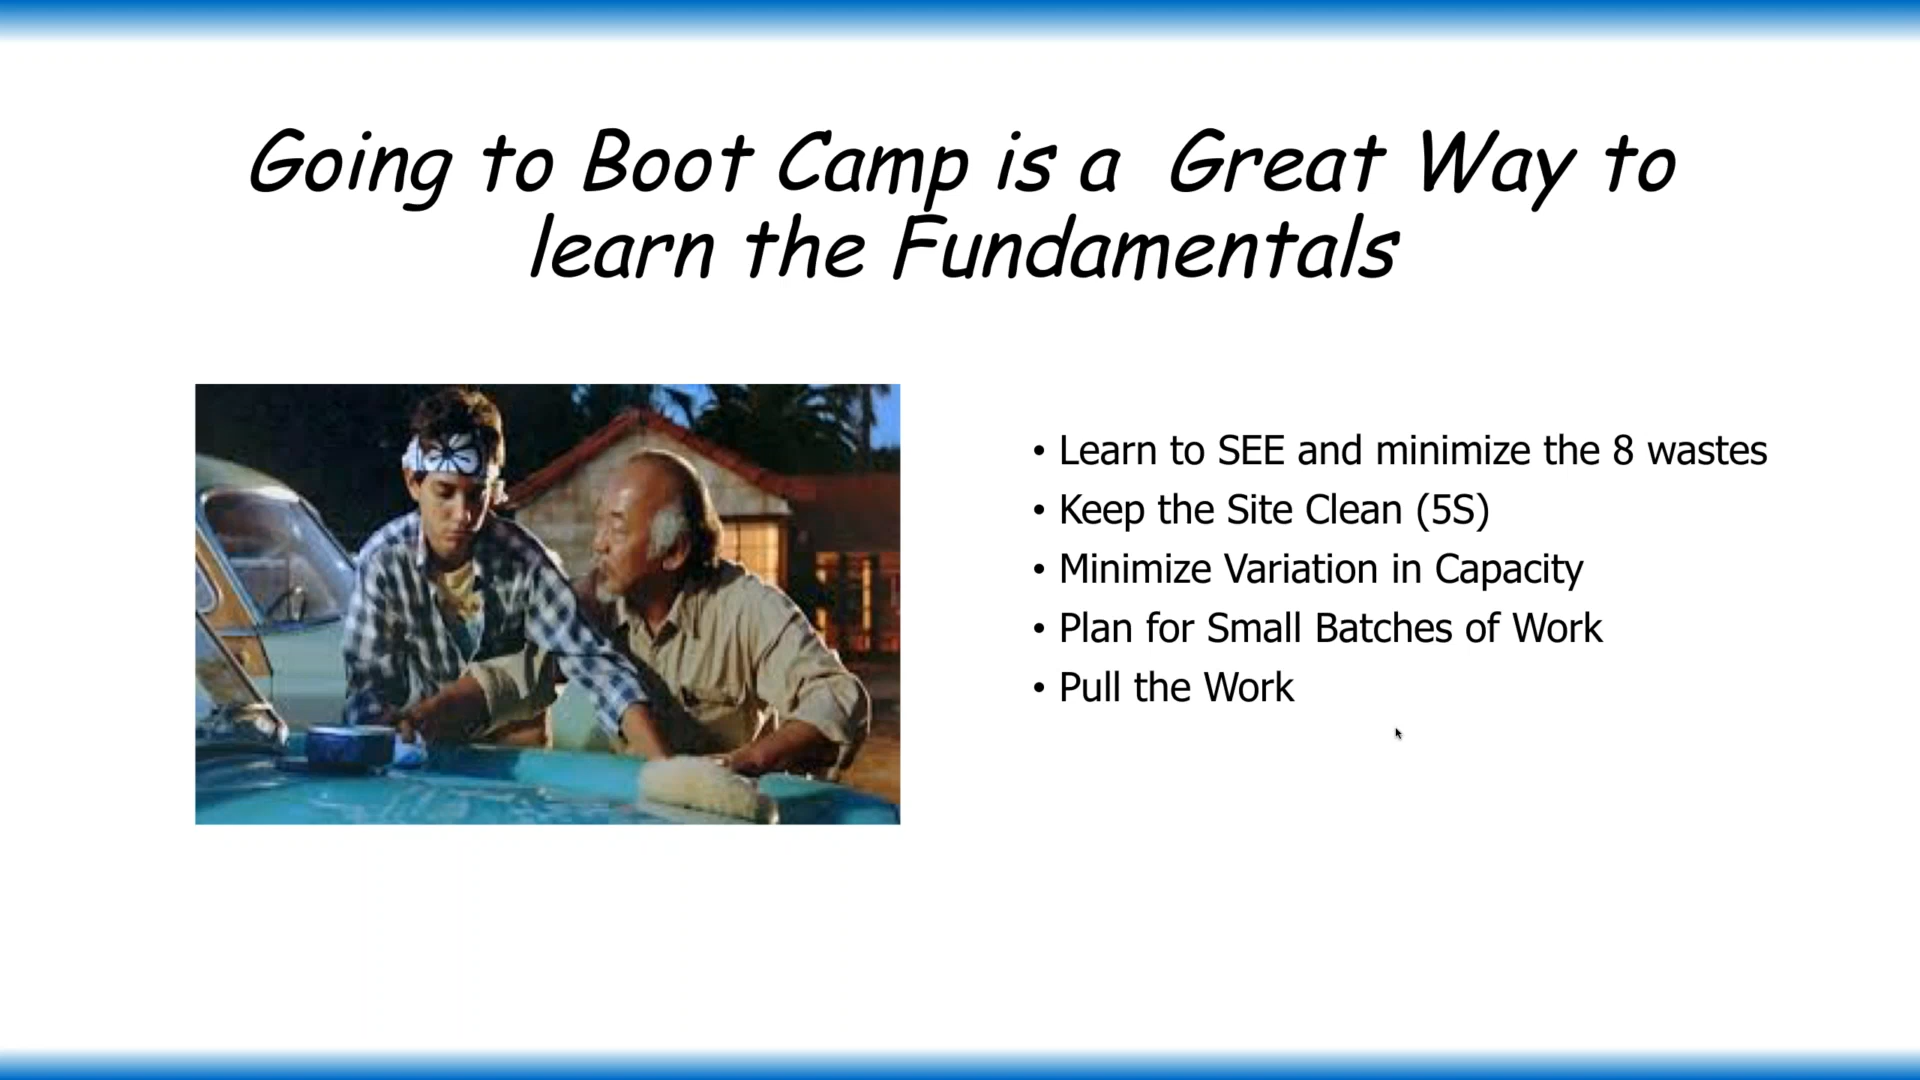 Going to Boot Camp is a  Great Way to
learn the Fundamentals
• Learn to SEE and minimize the 8 wastes
• Keep the Site Clean (5S)
• Minimize Variation in Capacity
• Plan for Small Batches of Work
• Pull the Work